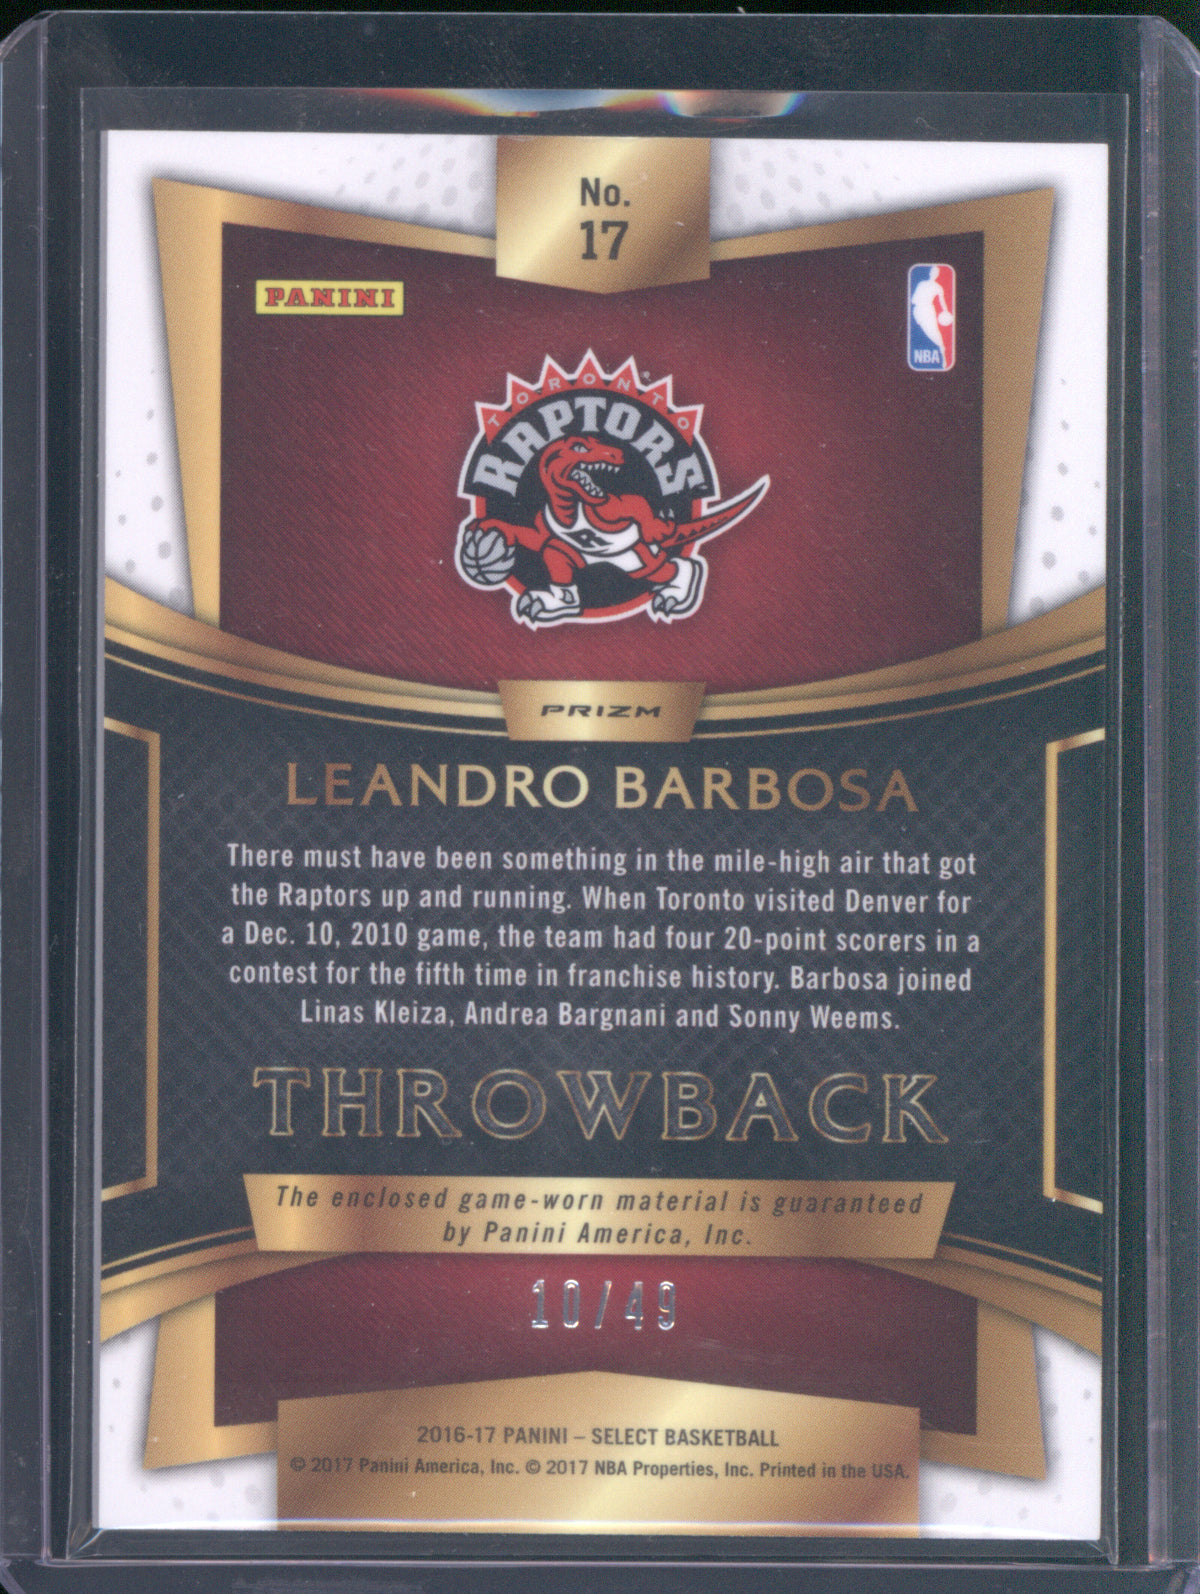 No.
17
PANINI
NBA
TORONTO
RAPTORS
PRIZM
LEANDRO BARBOSA
There must have been something in the mile-high air that got
the Raptors up and running. When Toronto visited Denver for
a Dec. 10, 2010 game, the team had four 20-point scorers in a
contest for the fifth time in franchise history. Barbosa joined
Linas Kleiza, Andrea Bargnani and Sonny Weems.
THROWBACK
The enclosed game-worn material is guaranteed
by Panini America, Inc.
10/49
2016-17 PANINI – SELECT BASKETBALL
© 2017 Panini America, Inc. © 2017 NBA Properties, Inc. Printed in the USA.